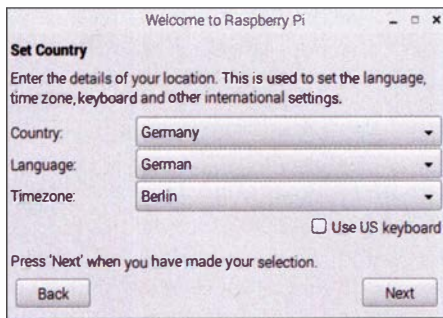 Welcome to Raspberry Pi
Set Country
Enter the details of your location. This is used to set the language,
time zone, keyboard and other international settings.
Country: Germany
Language: German
Timezone: Berlin
Use US keyboard
Press 'Next' when you have made your selection.
Back Next